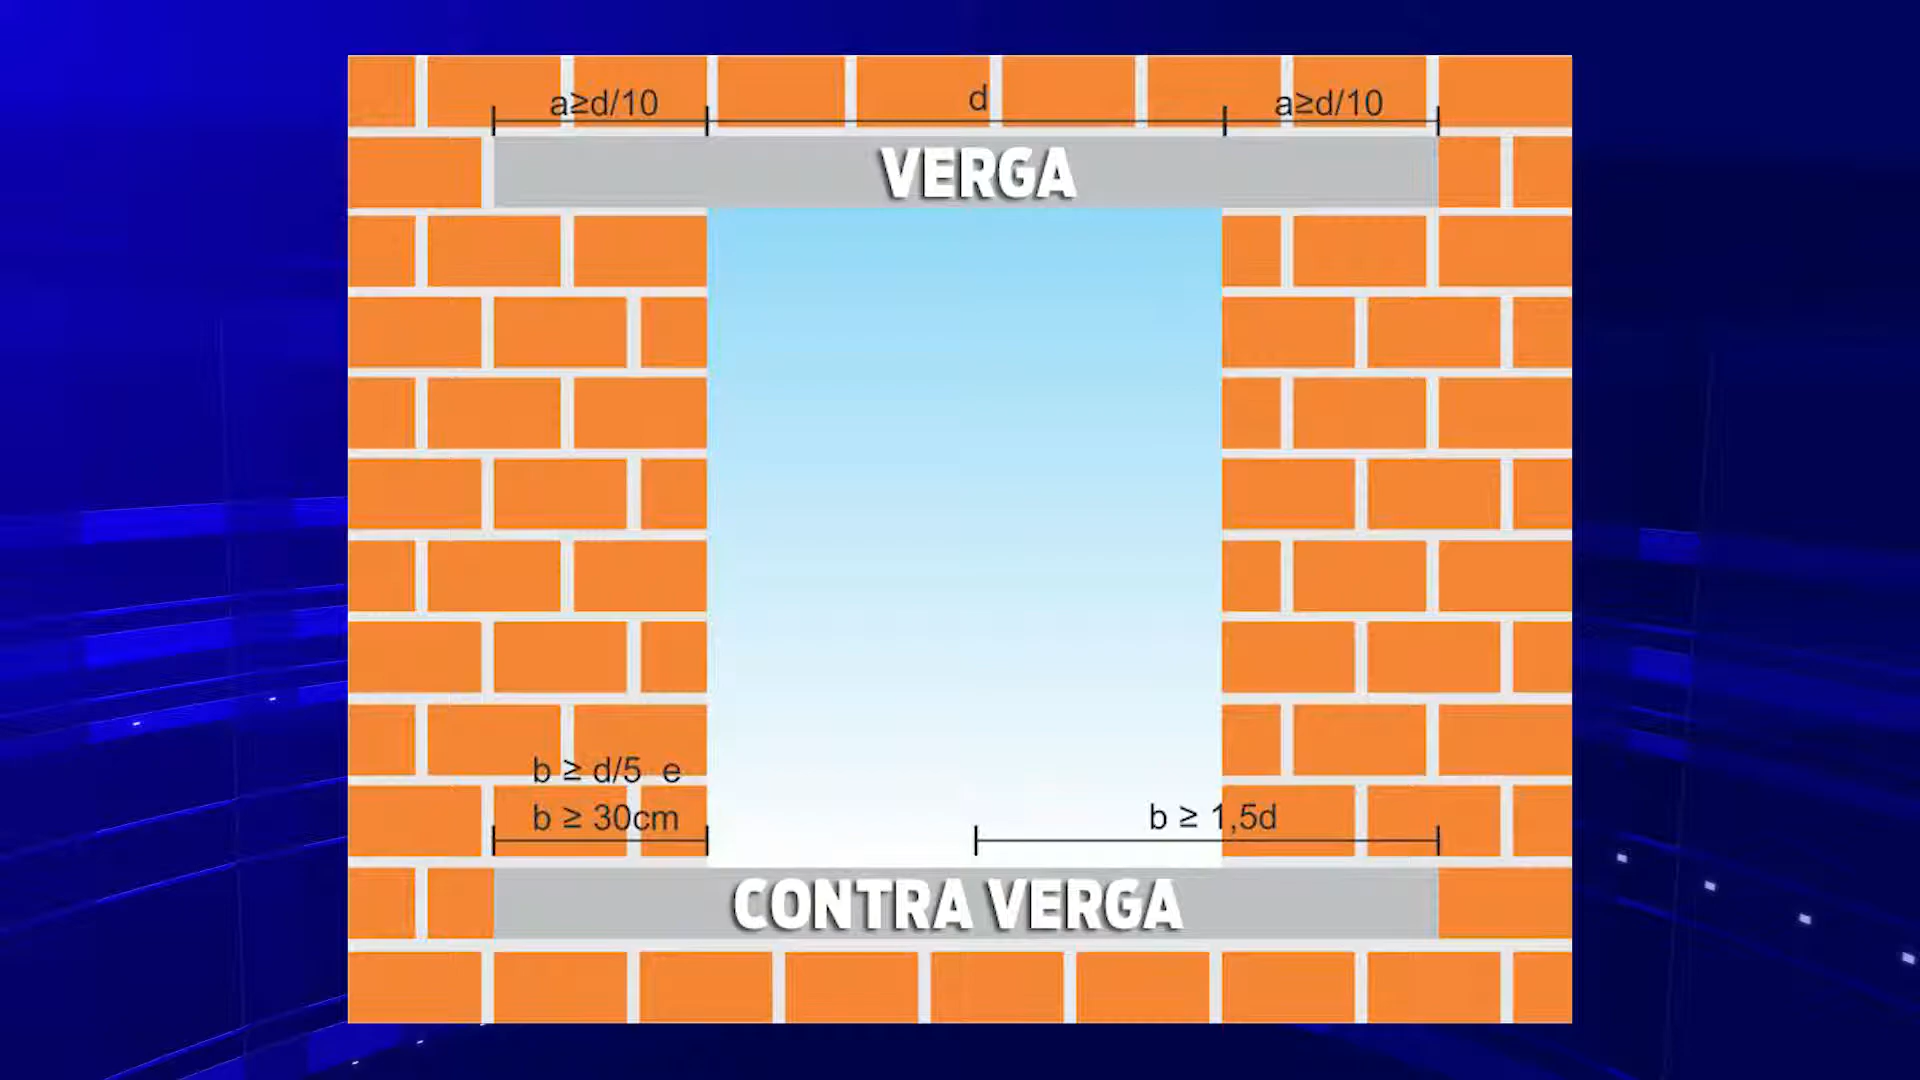 a≥d/10
d
a≥d/10
VERGA
b ≥ d/5 e
b ≥ 30cm
b ≥ 1,5d
CONTRA VERGA